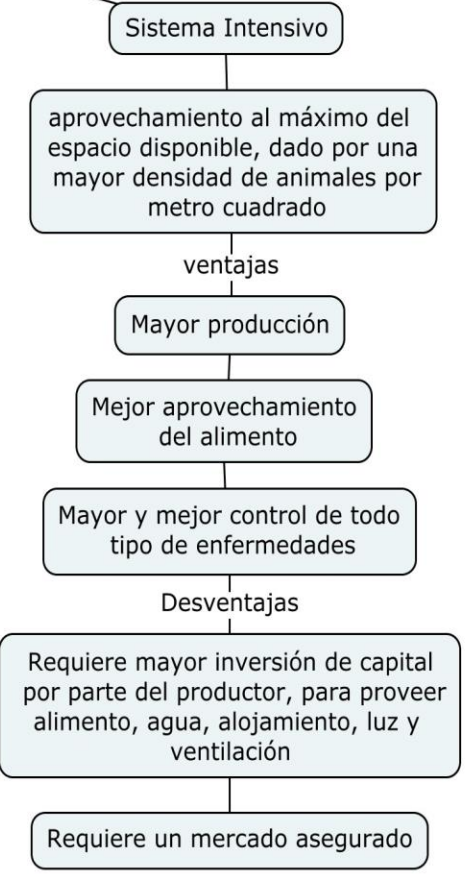 Sistema Intensivo
aprovechamiento al máximo del
espacio disponible, dado por una
mayor densidad de animales por
metro cuadrado
ventajas
Mayor producción
Mejor aprovechamiento
del alimento
Mayor y mejor control de todo
tipo de enfermedades
Desventajas
Requiere mayor inversión de capital
por parte del productor, para proveer
alimento, agua, alojamiento, luz y
ventilación
Requiere un mercado asegurado